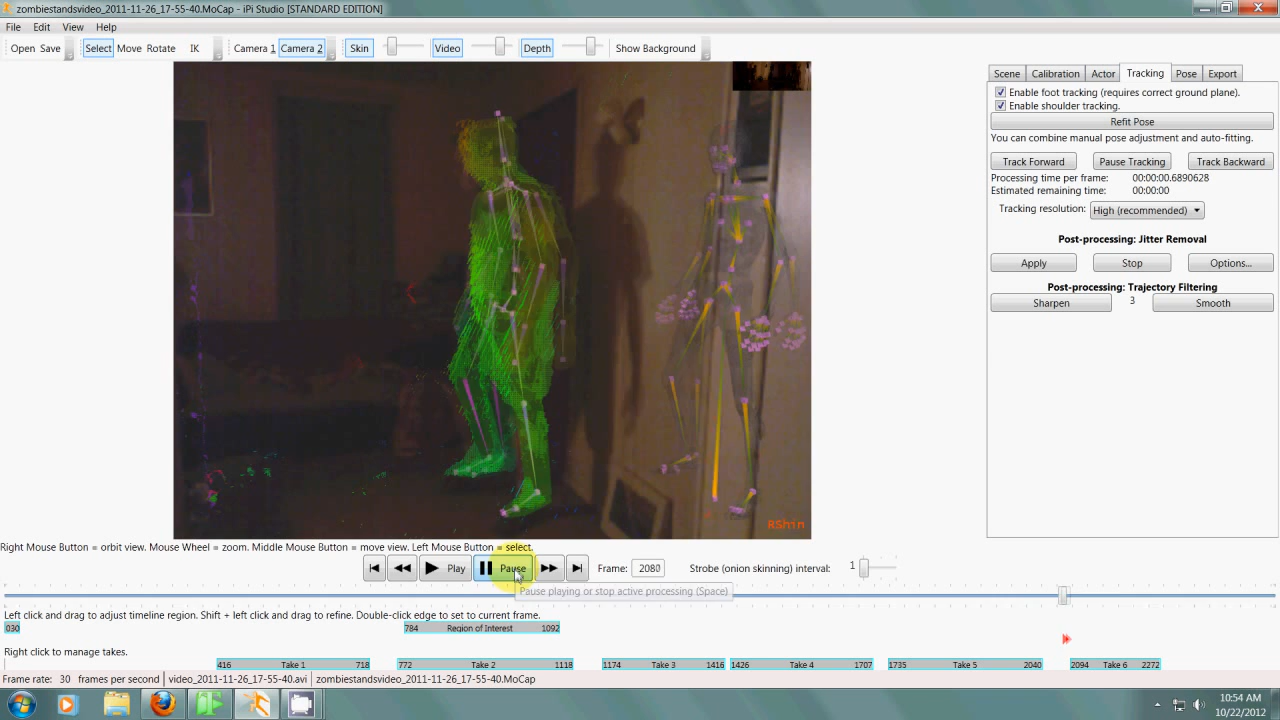 zombiestandsvideo_2011-11-26_17-55-40.MoCap - iPi Studio [STANDARD EDITION]
File Edit View Help
Open Save Select Move Rotate IK Camera 1 Camera 2 Skin Video Depth Show Background
Scene Calibration Actor Tracking Pose Export
Enable foot tracking (requires correct ground plane).
Enable shoulder tracking.
Refit Pose
You can combine manual pose adjustment and auto-fitting.
Track Forward Pause Tracking Track Backward
Processing time per frame: 00:00:00.6890628
Estimated remaining time: 00:00:00
Tracking resolution: High (recommended)
Post-processing: Jitter Removal
Apply Stop Options...
Post-processing: Trajectory Filtering
Sharpen 3 Smooth
RShin
Right Mouse Button = orbit view. Mouse Wheel = zoom. Middle Mouse Button = move view. Left Mouse Button = select.
Play Pause Frame: 2080 Strobe (onion skinning) interval: 1
Pause playing or stop active processing (Space)
Left click and drag to adjust timeline region. Shift + left click and drag to refine. Double-click edge to set to current frame.
784 Region of Interest 1092
Right click to manage takes.
416 Take 1 718 772 Take 2 1118 1174 Take 3 1416 1426 Take 4 1707 1735 Take 5 2040 2094 Take 6 2272
Frame rate: 30 frames per second video_2011-11-26_17-55-40.avi zombiestandsvideo_2011-11-26_17-55-40.MoCap
10:54 AM
10/22/2012